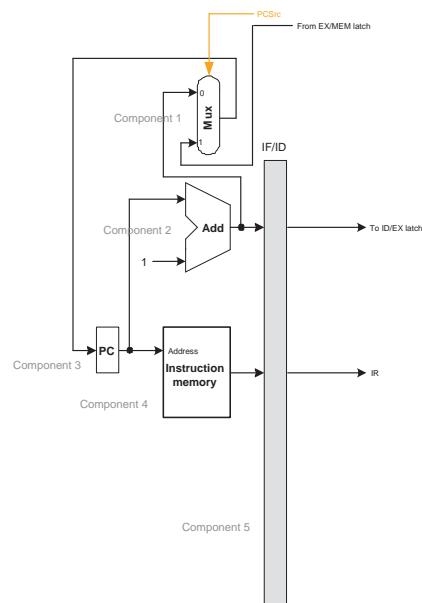 PCSrc
From EX/MEM latch
0
Mux
Component 1
1
IF/ID
Component 2
Add
To ID/EX latch
1
PC
Address
Instruction
memory
Component 3
IR
Component 4
Component 5